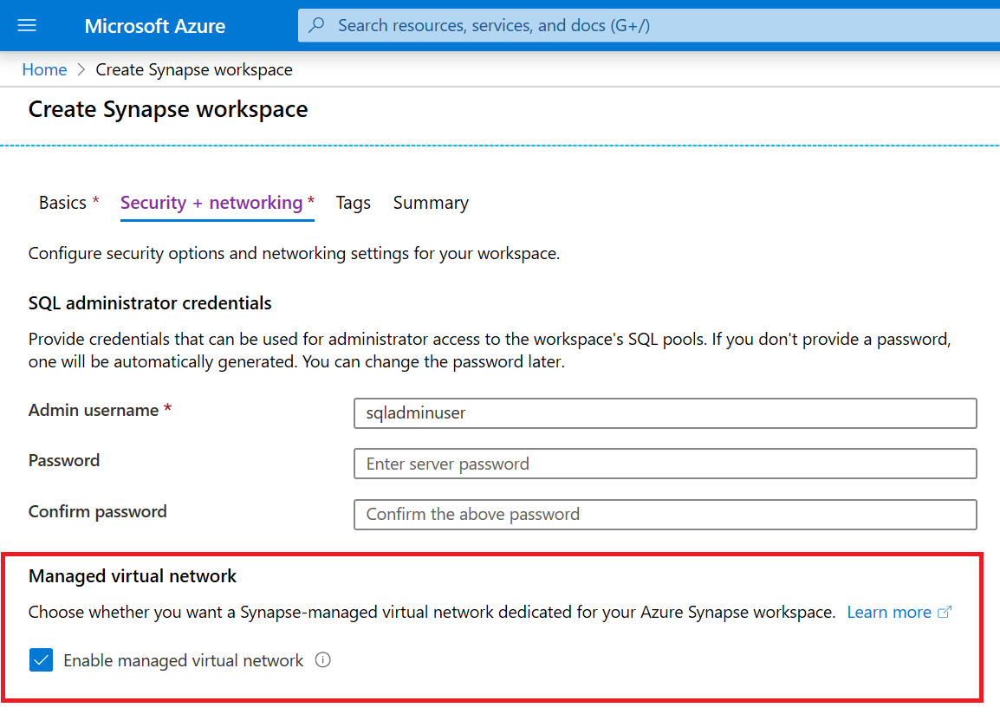 Microsoft Azure
Search resources, services, and docs (G+/)
Home > Create Synapse workspace
Create Synapse workspace
Basics * Security + networking * Tags Summary
Configure security options and networking settings for your workspace.
SQL administrator credentials
Provide credentials that can be used for administrator access to the workspace's SQL pools. If you don't provide a password,
one will be automatically generated. You can change the password later.
Admin username *
sqladminuser
Password
Enter server password
Confirm password
Confirm the above password
Managed virtual network
Choose whether you want a Synapse-managed virtual network dedicated for your Azure Synapse workspace. Learn more
Enable managed virtual network